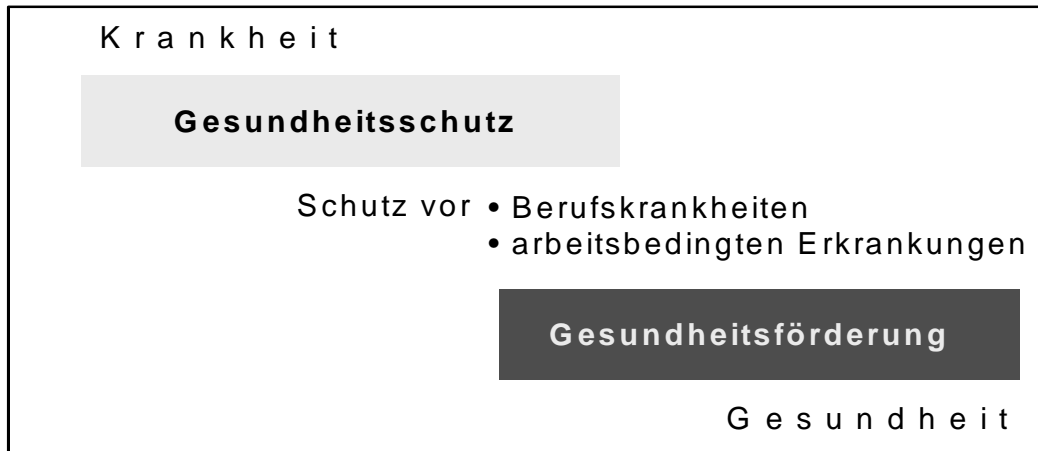 Krankheit
Gesundheitsschutz
Schutz vor • Berufskrankheiten
• arbeitsbedingten Erkrankungen
Gesundheitsförderung
Gesundheit